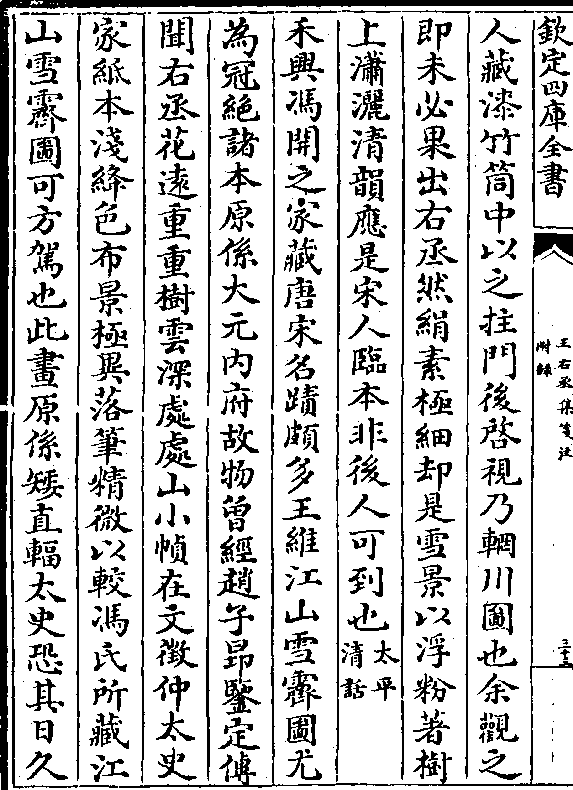 欽定四庫全書
王右丞集箋注
附錄
三十三
人藏漆竹筒中以之拄門後啓視乃輞川圖也余觀之
即未必果出右丞然絹素極細却是雪景以浮粉著樹
上瀟灑清韻應是宋人臨本非後人可到也太平清話
禾興馮開之家藏唐宋名蹟頗多王維江山雪霽圖尤
為冠絶諸本原係大元內府故物曾經趙子昂鑒定傳
聞右丞花遠重重樹雲深處處山小幀在文徵仲太史
家紙本淺絳色布景極異落筆精微以較馮氏所藏江
山雪霽圖可方駕也此畫原係矮直輻太史恐其日久